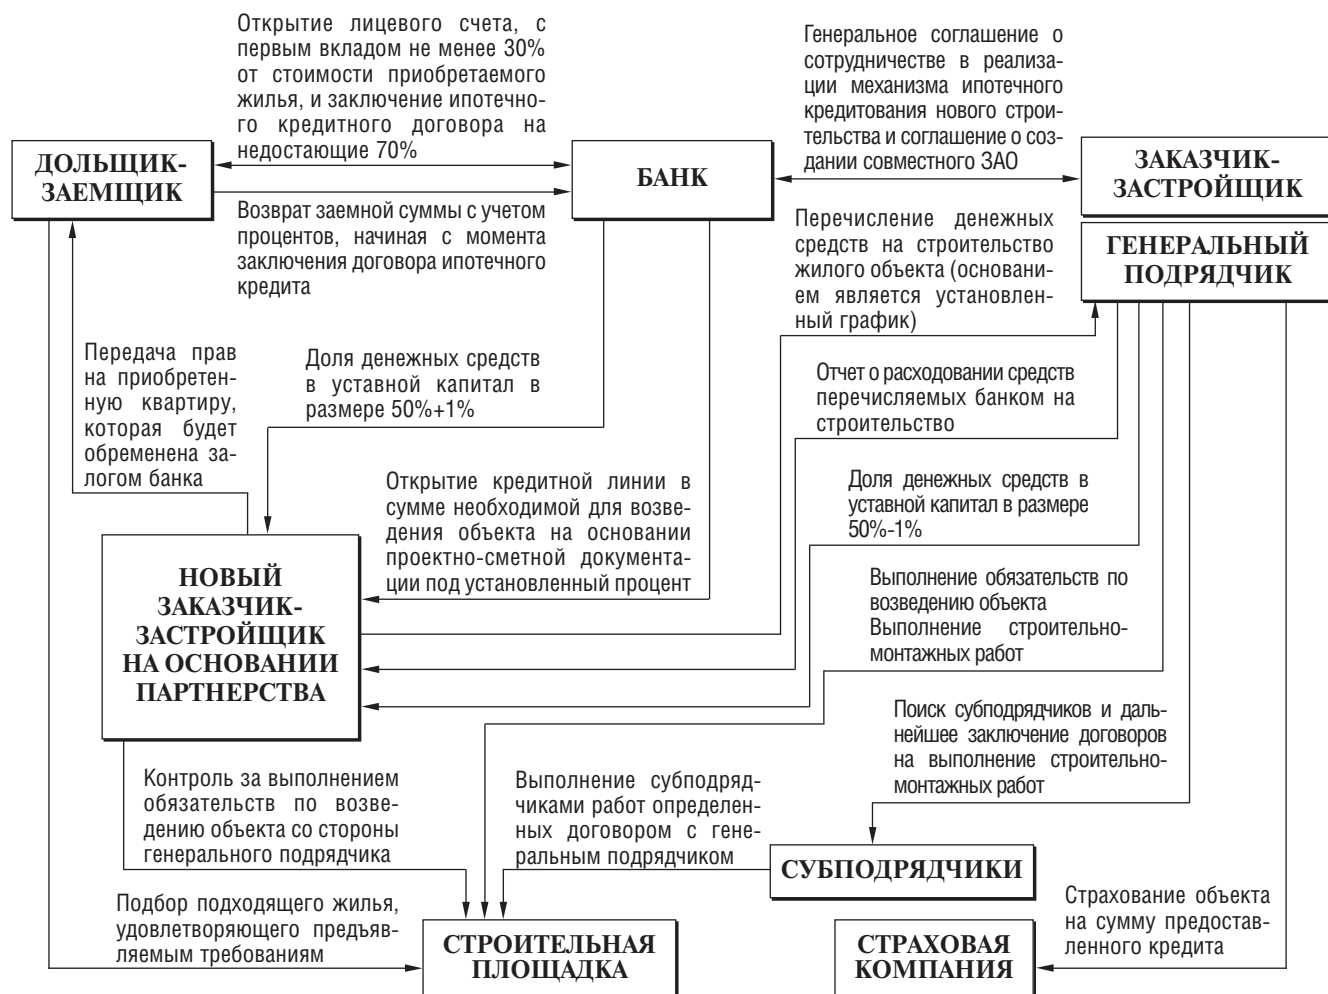 Открытие лицевого счета, с
первым вкладом не менее 30%
от стоимости приобретаемого
жилья, и заключение ипотечно-
го кредитного договора на
недостающие 70%
Генеральное соглашение о
сотрудничестве в реализа-
ции механизма ипотечного
кредитования нового строи-
тельства и соглашение о соз-
дании совместного ЗАО
ДОЛЬЩИК-
ЗАЕМЩИК
БАНК
ЗАКАЗЧИК-
ЗАСТРОЙЩИК
ГЕНЕРАЛЬНЫЙ
ПОДРЯДЧИК
Возврат заемной суммы с учетом
процентов, начиная с момента
заключения договора ипотечного
кредита
Перечисление денежных
средств на строительство
жилого объекта (основани-
ем является установлен-
ный график)
Передача прав
на приобретен-
ную квартиру,
которая будет
обременена за-
логом банка
Доля денежных средств
в уставной капитал в
размере 50%+1%
Отчет о расходовании средств
перечисляемых банком на
строительство
Открытие кредитной линии в
сумме необходимой для возве-
дения объекта на основании
проектно-сметной документа-
ции под установленный процент
Доля денежных средств в
уставной капитал в размере
50%-1%
НОВЫЙ
ЗАКАЗЧИК-
ЗАСТРОЙЩИК
НА ОСНОВАНИИ
ПАРТНЕРСТВА
Выполнение обязательств по
возведению объекта
Выполнение строительно-
монтажных работ
Поиск субподрядчиков и даль-
нейшее заключение договоров
на выполнение строительно-
монтажных работ
Контроль за выполнением
обязательств по возве-
дению объекта со стороны
генерального подрядчика
Выполнение субподряд-
чиками работ определен-
ных договором с гене-
ральным подрядчиком
СУБПОДРЯДЧИКИ
Подбор подходящего жилья,
удовлетворяющего предъяв-
ляемым требованиям
СТРОИТЕЛЬНАЯ
ПЛОЩАДКА
СТРАХОВАЯ
КОМПАНИЯ
Страхование объекта
на сумму предостав-
ленного кредита